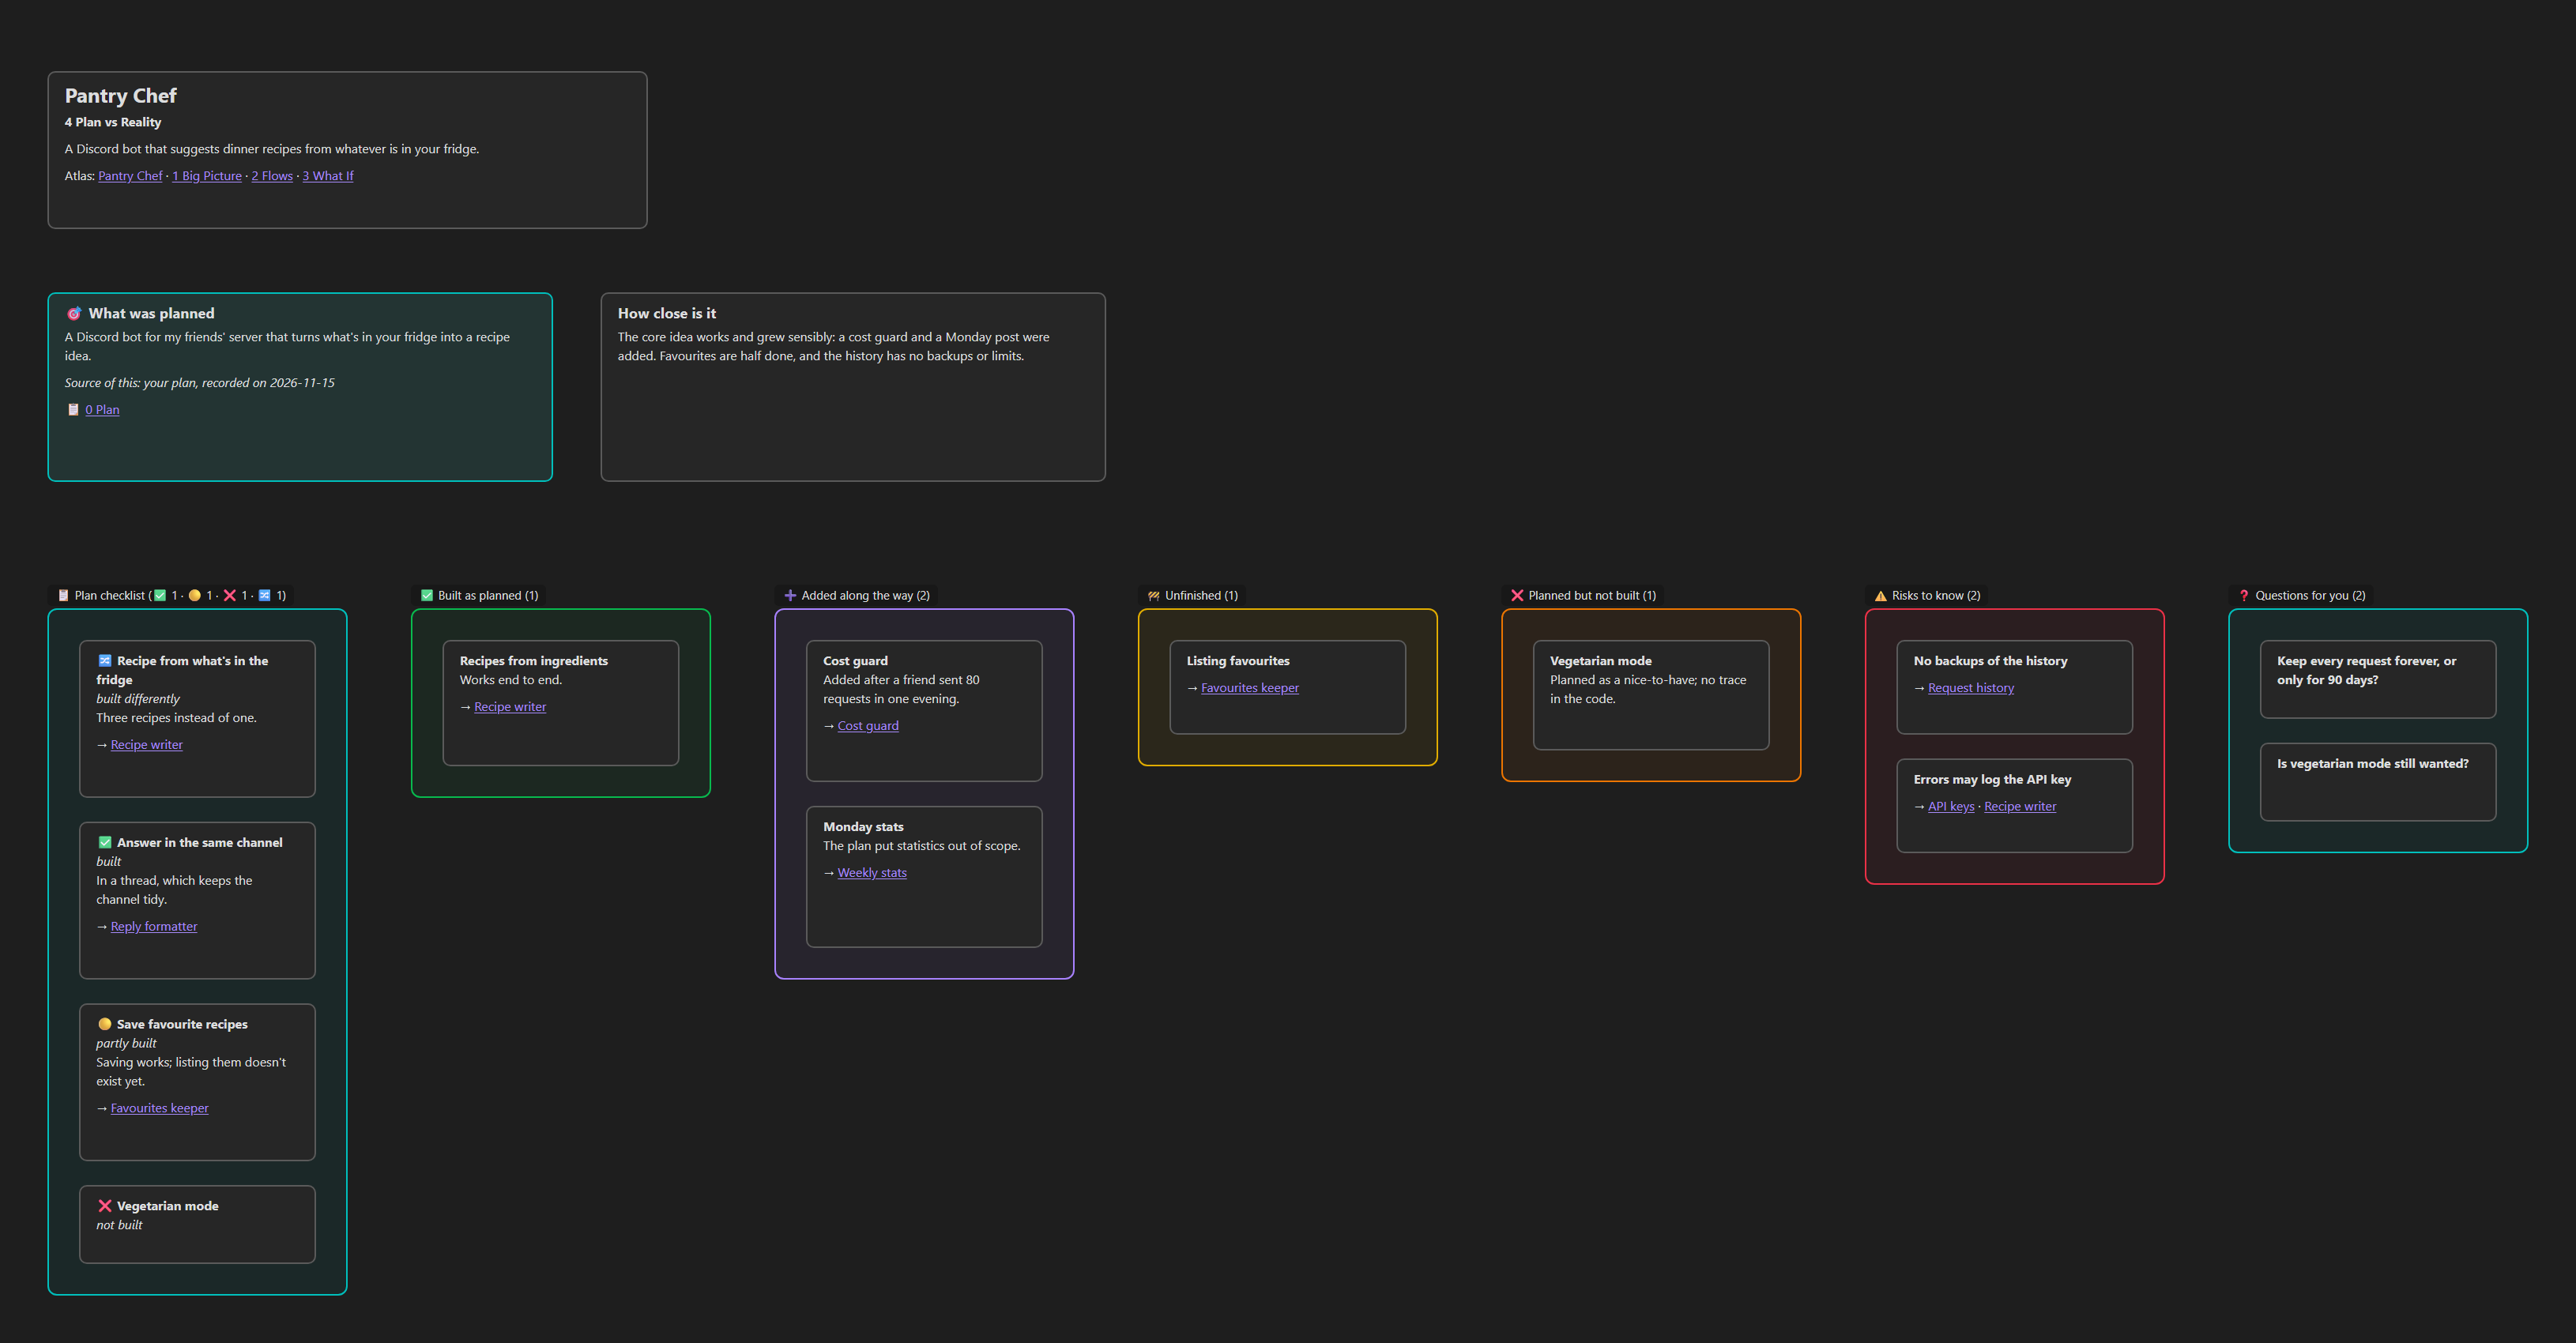 Pantry Chef
4 Plan vs Reality
A Discord bot that suggests dinner recipes from whatever is in your fridge.
Atlas: Pantry Chef · 1 Big Picture · 2 Flows · 3 What If
🎯 What was planned
A Discord bot for my friends' server that turns what's in your fridge into a recipe
idea.
Source of this: your plan, recorded on 2026-11-15
📋 0 Plan
How close is it
The core idea works and grew sensibly: a cost guard and a Monday post were
added. Favourites are half done, and the history has no backups or limits.
📋 Plan checklist (✅ 1 · 🟡 1 · ❌ 1 · 🔀 1)
🔀 Recipe from what's in the
fridge
built differently
Three recipes instead of one.
→ Recipe writer
✅ Answer in the same channel
built
In a thread, which keeps the
channel tidy.
→ Reply formatter
🟡 Save favourite recipes
partly built
Saving works; listing them doesn't
exist yet.
→ Favourites keeper
❌ Vegetarian mode
not built
✅ Built as planned (1)
Recipes from ingredients
Works end to end.
→ Recipe writer
➕ Added along the way (2)
Cost guard
Added after a friend sent 80
requests in one evening.
→ Cost guard
Monday stats
The plan put statistics out of scope.
→ Weekly stats
🚧 Unfinished (1)
Listing favourites
→ Favourites keeper
❌ Planned but not built (1)
Vegetarian mode
Planned as a nice-to-have; no trace
in the code.
⚠️ Risks to know (2)
No backups of the history
→ Request history
Errors may log the API key
→ API keys · Recipe writer
❓ Questions for you (2)
Keep every request forever, or
only for 90 days?
Is vegetarian mode still wanted?